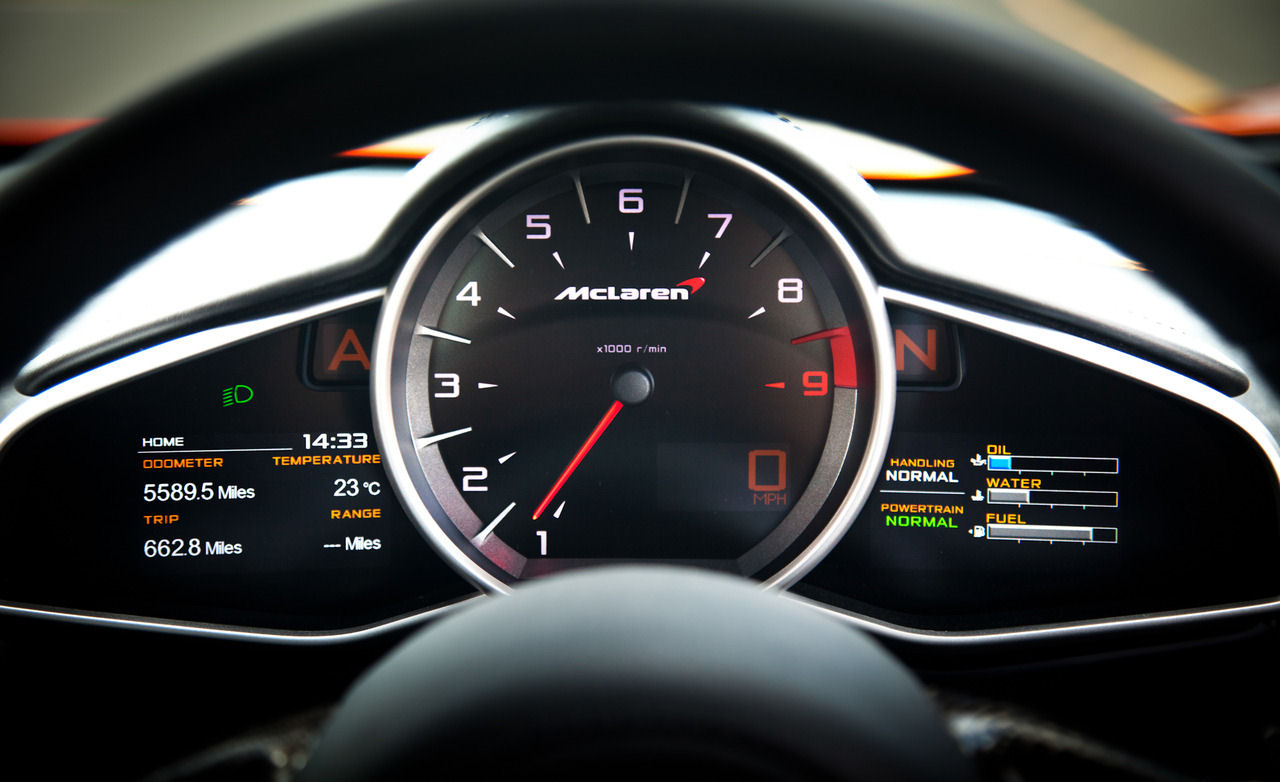 A
HOME 14:33
ODOMETER TEMPERATURE
5589.5 Miles 23 °C
TRIP RANGE
662.8 Miles --- Miles
1
2
3
4
5
6
7
8
9
McLaren
x1000 r/min
0
MPH
N
HANDLING
NORMAL
POWERTRAIN
NORMAL
OIL
WATER
FUEL